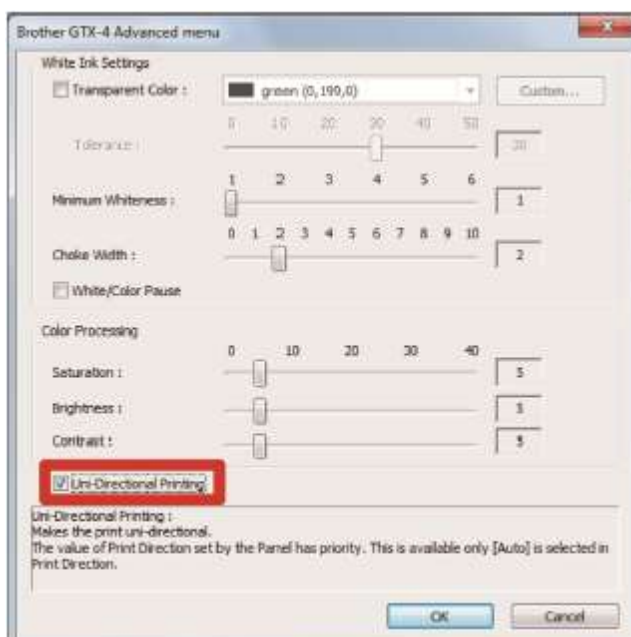 Brother GTX-4 Advanced menu
White Ink Settings
Transparent Color :
green (0,199,0)
Custom...
0 10 20 30 40 50
Tolerance :
30
1 2 3 4 5 6
Minimum Whiteness :
1
0 1 2 3 4 5 6 7 8 9 10
Choke Width :
2
White/Color Pause
Color Processing
0 10 20 30 40
Saturation :
5
Brightness :
5
Contrast :
5
Uni-Directional Printing
Uni-Directional Printing :
Makes the print uni-directional.
The value of Print Direction set by the Panel has priority. This is available only [Auto] is selected in
Print Direction.
OK
Cancel